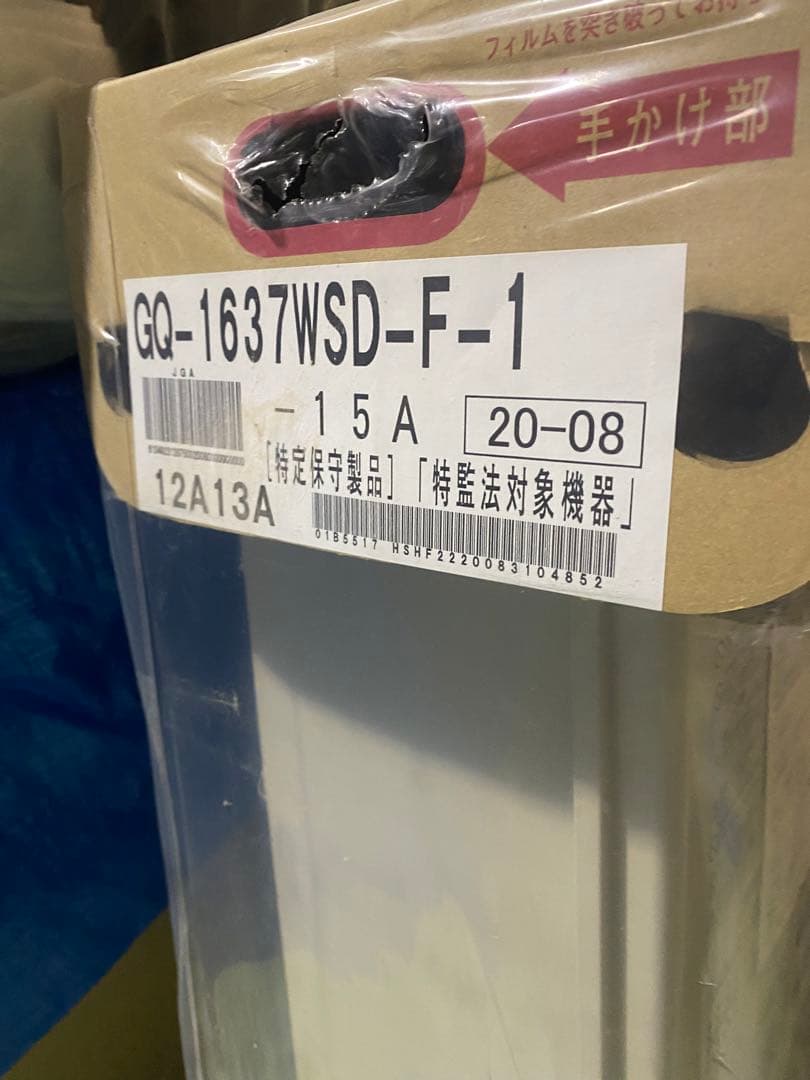 フィルムを突き破ってお持ち
手かけ部
GQ-1637WSD-F-1
JGA
-15A
20-08
[特定保守製品]「特監法対象機器」
12A13A
01B5517 HSHF2220083104852